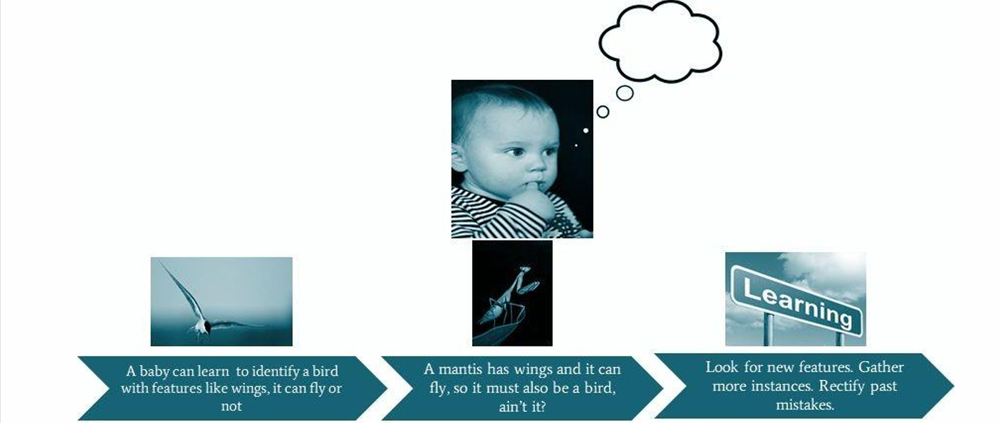 Learning
A baby can learn to identify a bird
with features like wings, it can fly or
not
A mantis has wings and it can
fly, so it must also be a bird,
ain't it?
Look for new features. Gather
more instances. Rectify past
mistakes.